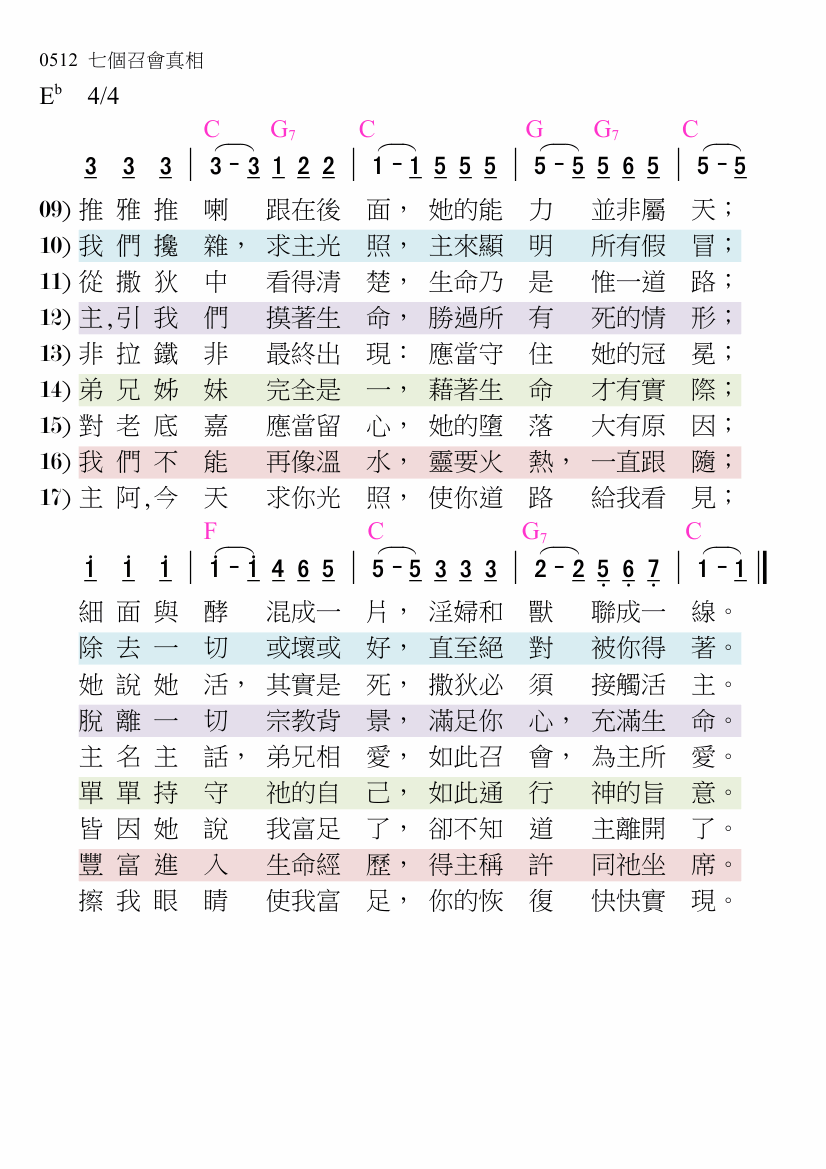 0512 七個召會真相
E♭ 4/4
C G7 C G G7 C
3 3 3 | 3 - 3 1 2 2 | 1 - 1 5 5 5 | 5 - 5 5 6 5 | 5 - 5
09) 推雅推喇 跟在後面，她的能力 並非屬天；
10) 我們攙雜，求主光照，主來顯明 所有假冒；
11) 從撒狄中 看得清楚，生命乃是 惟一道路；
12) 主,引我們 摸著生命，勝過所有 死的情形；
13) 非拉鐵非 最終出現：應當守住 她的冠冕；
14) 弟兄姊妹 完全是一，藉著生命 才有實際；
15) 對老底嘉 應當留心，她的墮落 大有原因；
16) 我們不能 再像溫水，靈要火熱，一直跟隨；
17) 主阿,今天 求你光照，使你道路 給我看見；
F C G7 C
i i i | i - i 4 6 5 | 5 - 5 3 3 3 | 2 - 2 5 6 7 | 1 - 1
細面與酵 混成一片，淫婦和獸 聯成一線。
除去一切 或壞或好，直至絕對 被你得著。
她說她活，其實是死，撒狄必須 接觸活主。
脫離一切 宗教背景，滿足你心，充滿生命。
主名主話，弟兄相愛，如此召會，為主所愛。
單單持守 祂的自己，如此通行 神的旨意。
皆因她說 我富足了，卻不知道 主離開了。
豐富進入 生命經歷，得主稱許 同祂坐席。
擦我眼睛 使我富足，你的恢復 快快實現。